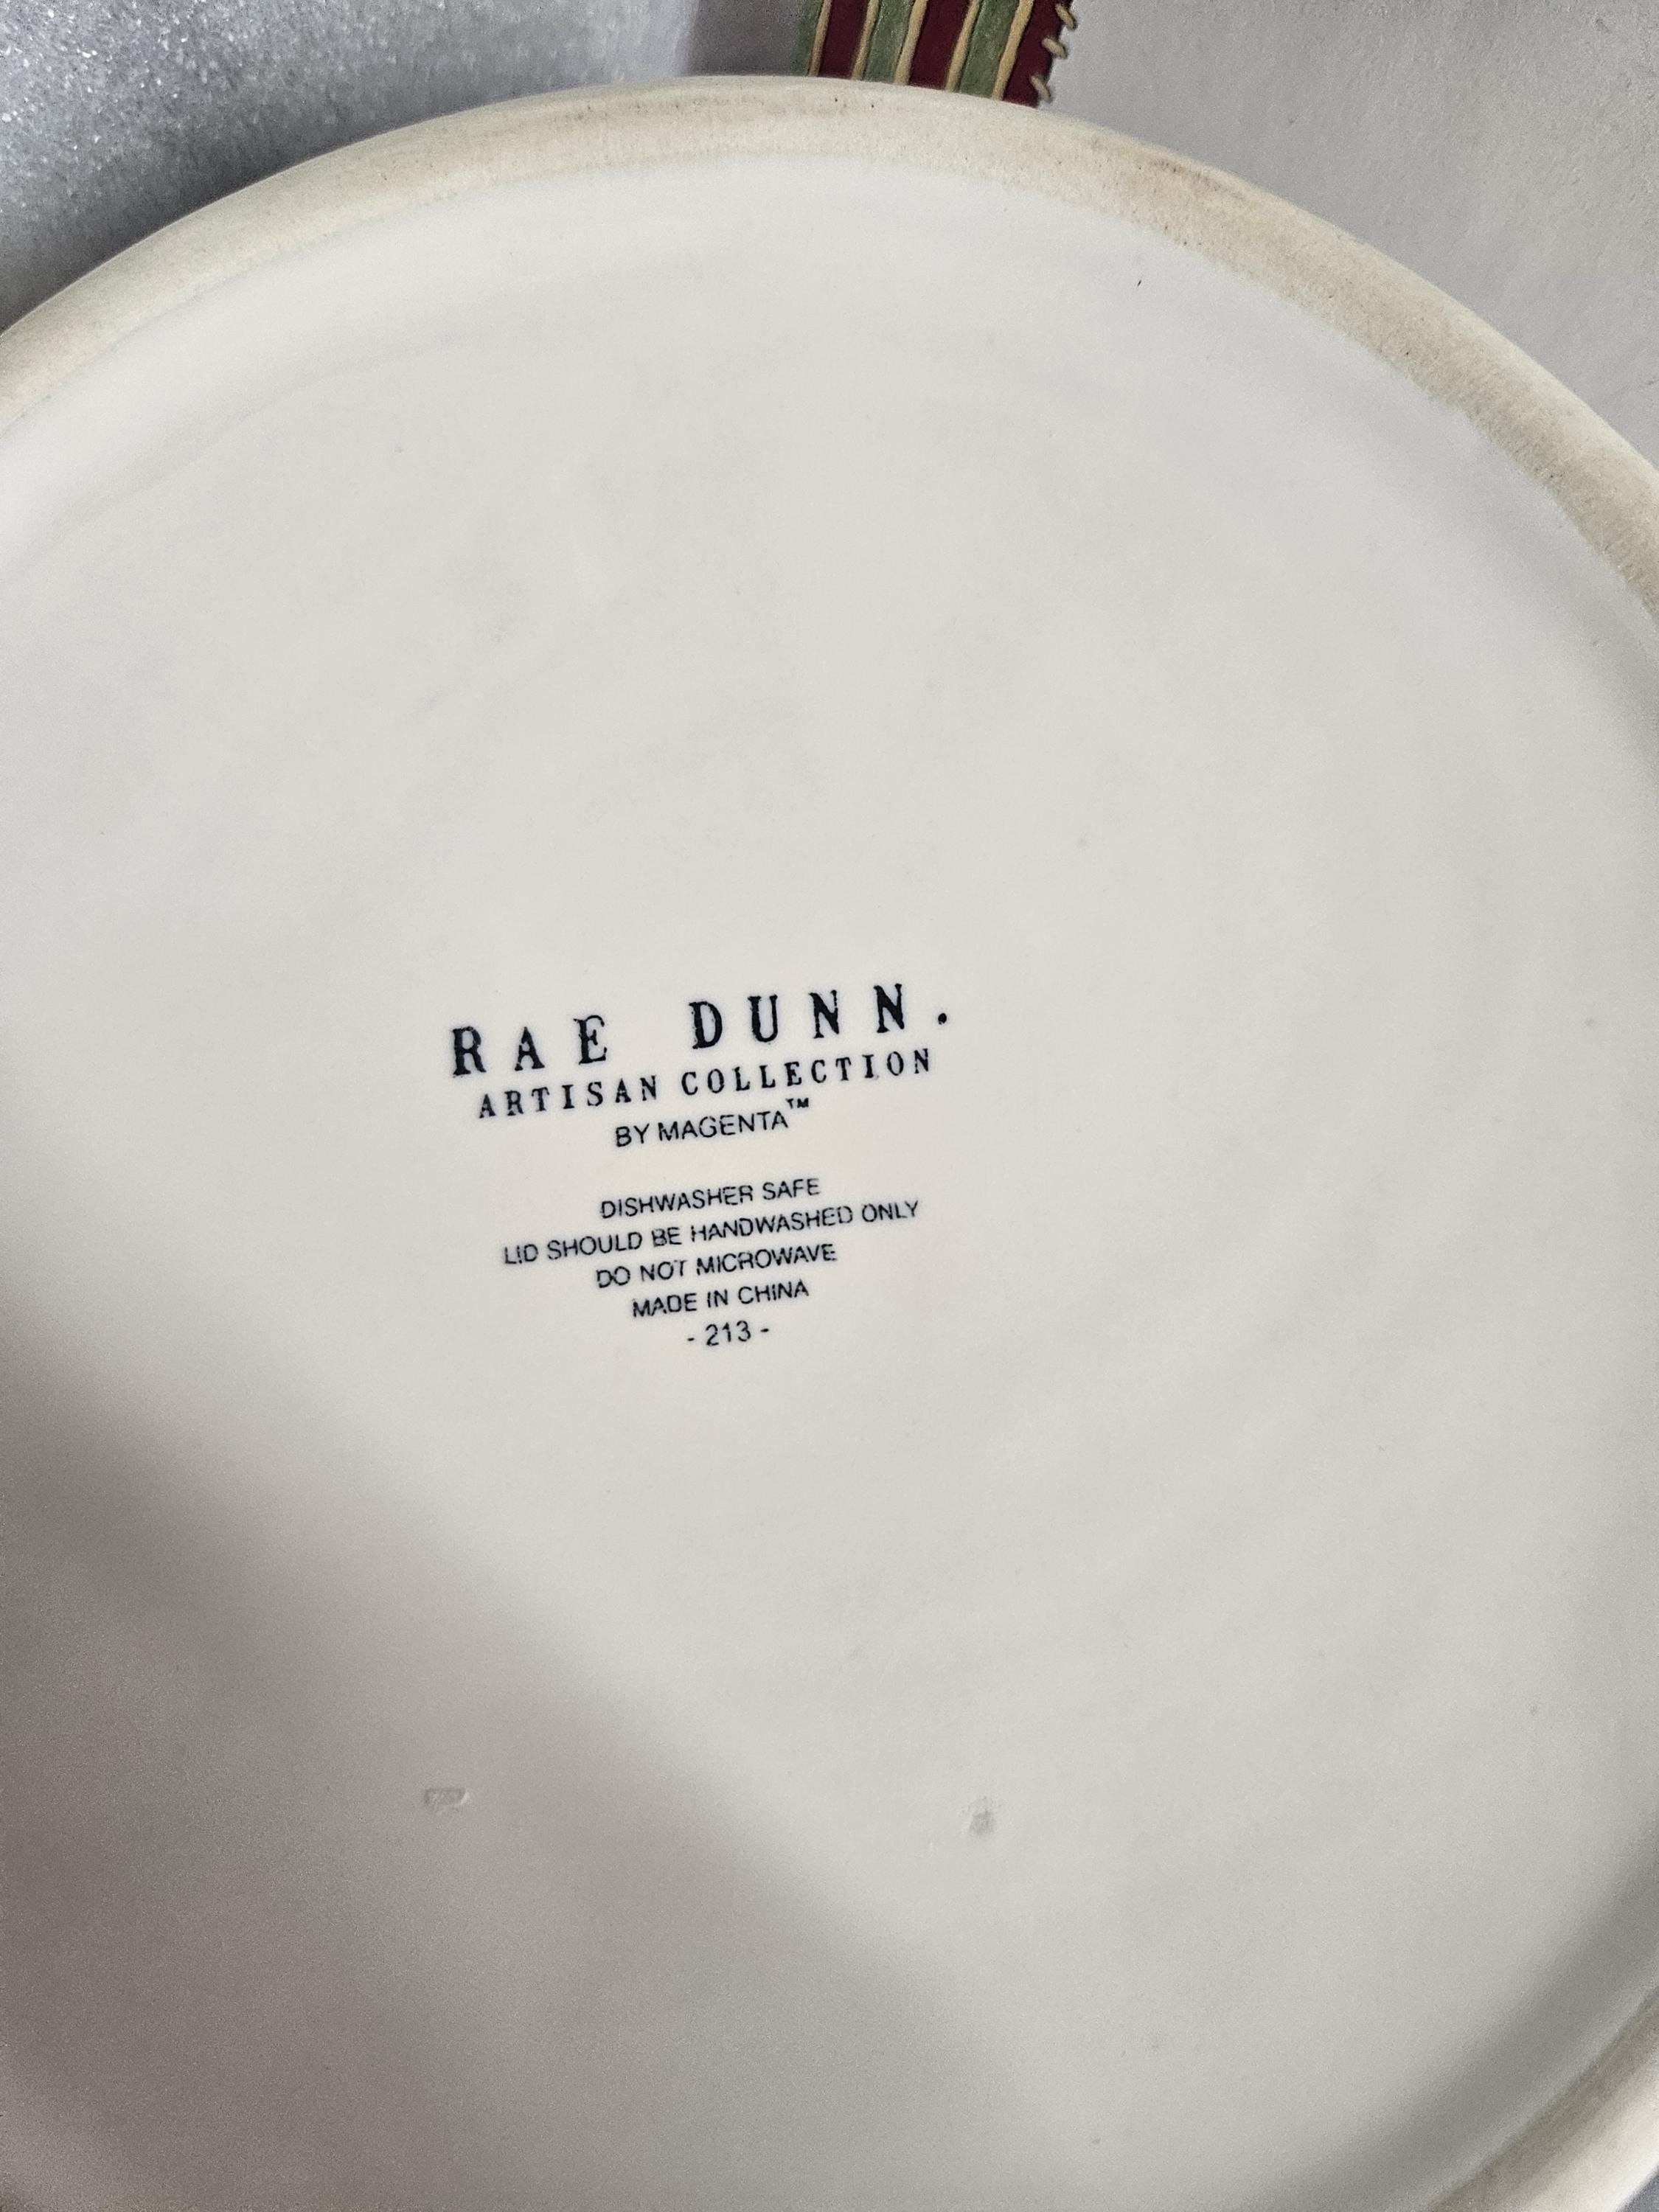 RAE DUNN.
ARTISAN COLLECTION
BY MAGENTA™
DISHWASHER SAFE
LID SHOULD BE HANDWASHED ONLY
DO NOT MICROWAVE
MADE IN CHINA
- 213 -